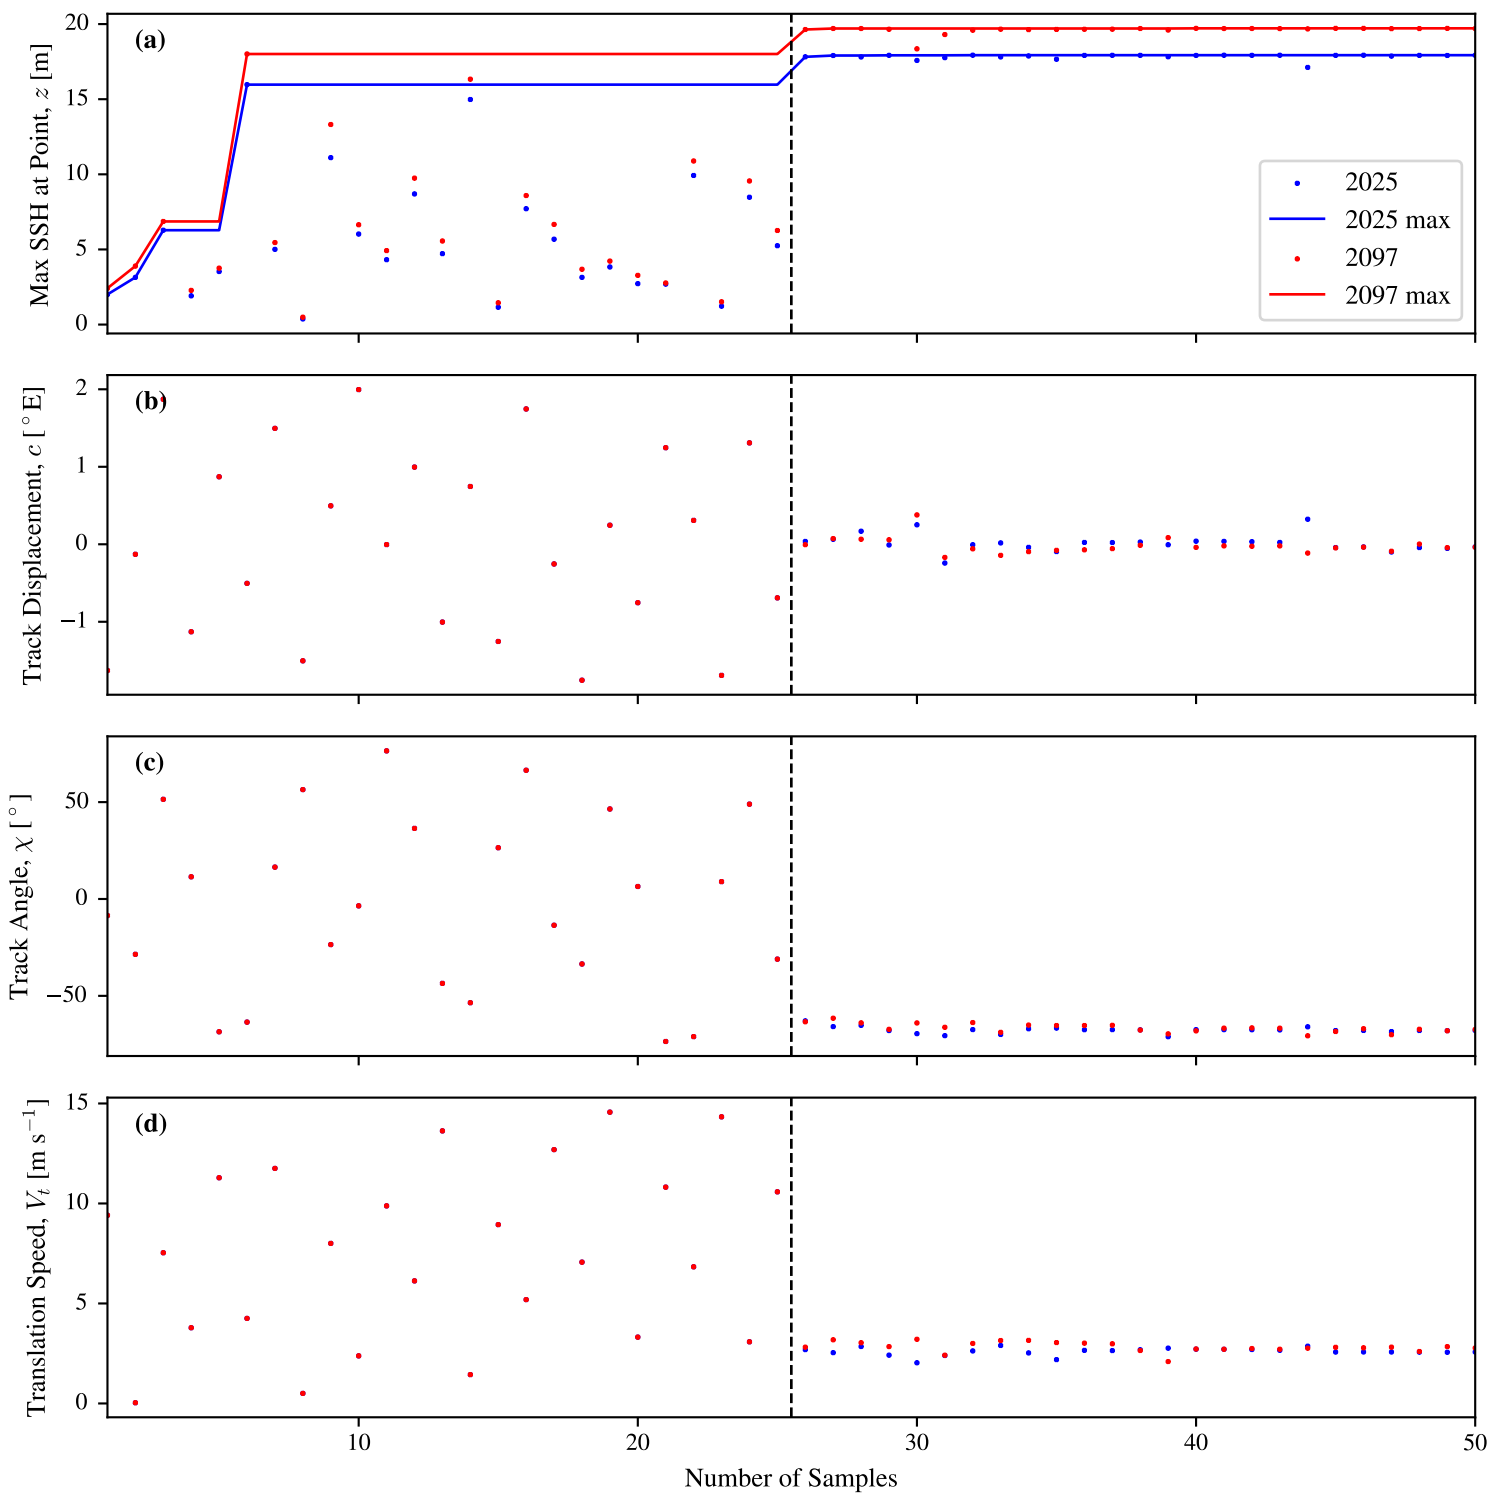 (a)
Max SSH at Point, z [m]
20
15
10
5
0
2025
2025 max
2097
2097 max
(b)
Track Displacement, c [°E]
2
1
0
−1
(c)
Track Angle, χ [°]
50
0
−50
(d)
Translation Speed, Vₜ [m s⁻¹]
15
10
5
0
10 20 30 40 50
Number of Samples